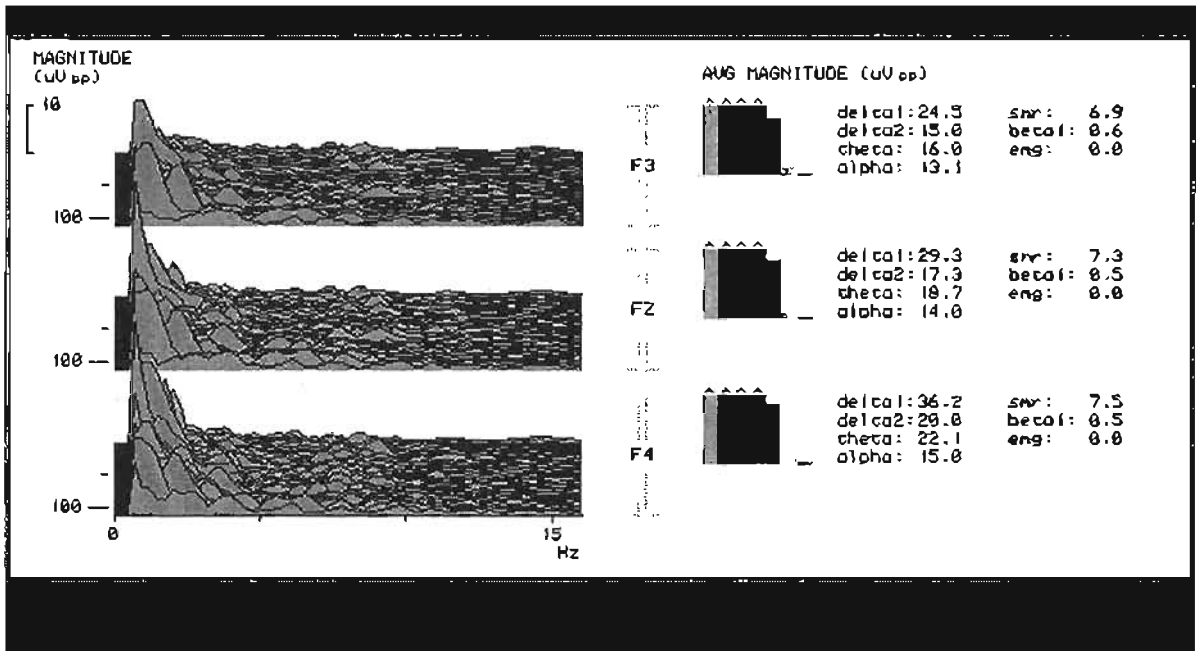 MAGNITUDE
(uV pp)
10
100
100
100
0
15
Hz
AVG MAGNITUDE (uV pp)
F3
delta1: 24.5 smr: 6.9
delta2: 15.0 beta1: 0.6
theta: 16.0 emg: 0.0
alpha: 13.1
FZ
delta1: 29.3 smr: 7.3
delta2: 17.3 beta1: 0.5
theta: 18.7 emg: 0.0
alpha: 14.0
F4
delta1: 36.2 smr: 7.5
delta2: 20.0 beta1: 0.5
theta: 22.1 emg: 0.0
alpha: 15.0